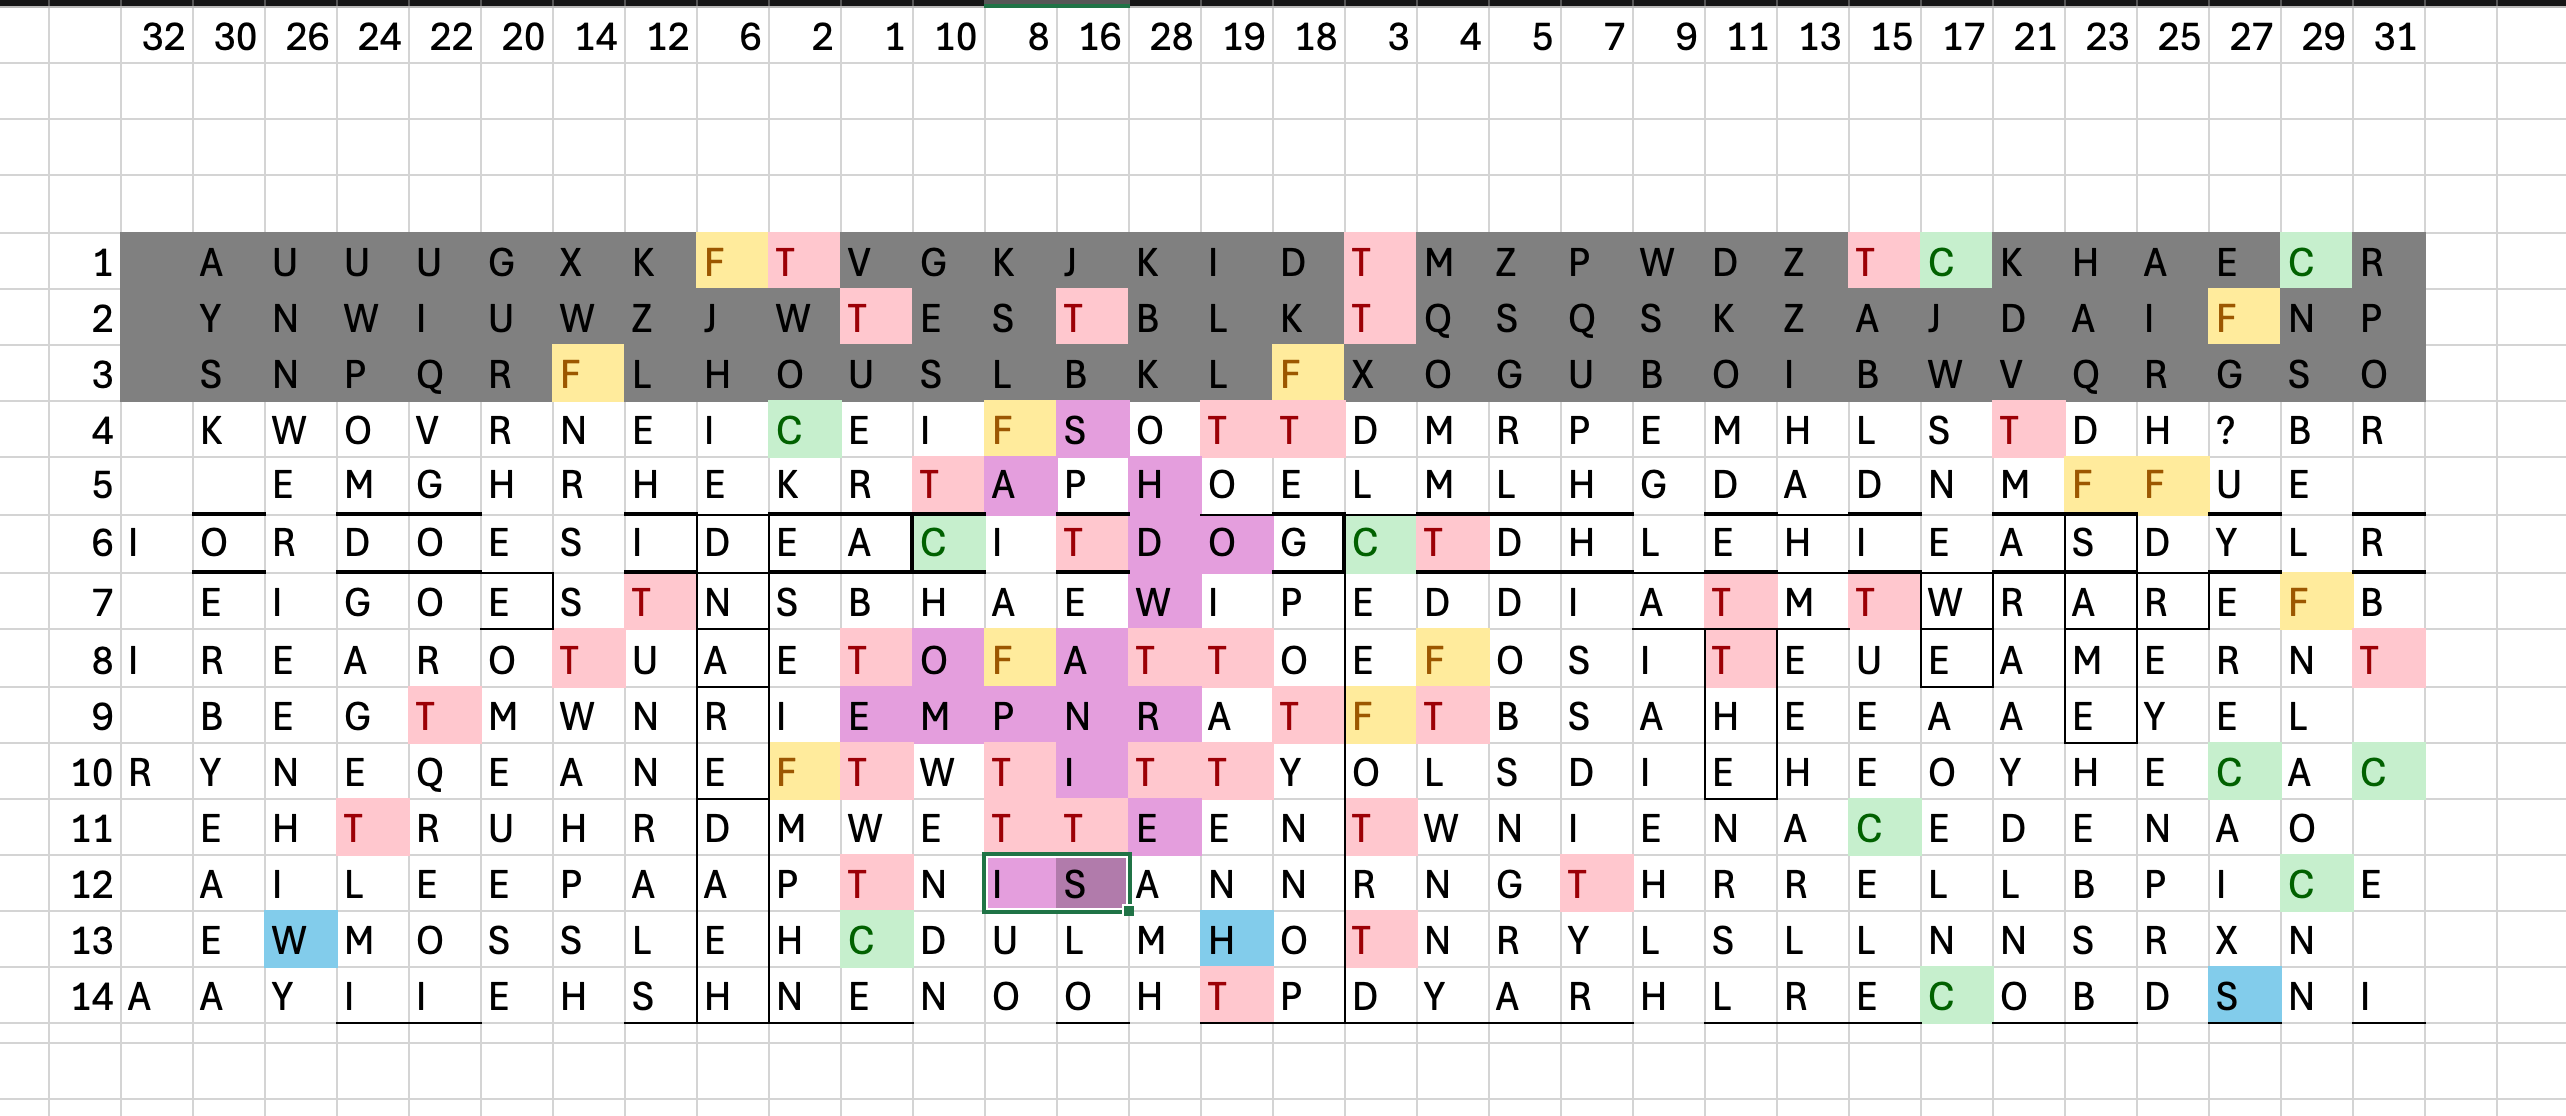 32 30 26 24 22 20 14 12 6 2 1 10 8 16 28 19 18 3 4 5 7 9 11 13 15 17 21 23 25 27 29 31
1 A U U U G X K F T V G K J K I D T M Z P W D Z T C K H A E C R
2 Y N W I U W Z J W T E S T B L K T Q S Q S K Z A J D A I F N P
3 S N P Q R F L H O U S L B K L F X O G U B O I B W V Q R G S O
4 K W O V R N E I C E I F S O T T D M R P E M H L S T D H ? B R
5 E M G H R H E K R T A P H O E L M L H G D A D N M F F U E
6 I O R D O E S I D E A C I T D O G C T D H L E H I E A S D Y L R
7 E I G O E S T N S B H A E W I P E D D I A T M T W R A R E F B
8 I R E A R O T U A E T O F A T T O E F O S I T E U E A M E R N T
9 B E G T M W N R I E M P N R A T F T B S A H E E A A E Y E L
10 R Y N E Q E A N E F T W T I T T Y O L S D I E H E O Y H E C A C
11 E H T R U H R D M W E T T E E N T W N I E N A C E D E N A O
12 A I L E E P A A P T N I S A N N R N G T H R R E L L B P I C E
13 E W M O S S L E H C D U L M H O T N R Y L S L L N N S R X N
14 A A Y I I E H S H N E N O O H T P D Y A R H L R E C O B D S N I